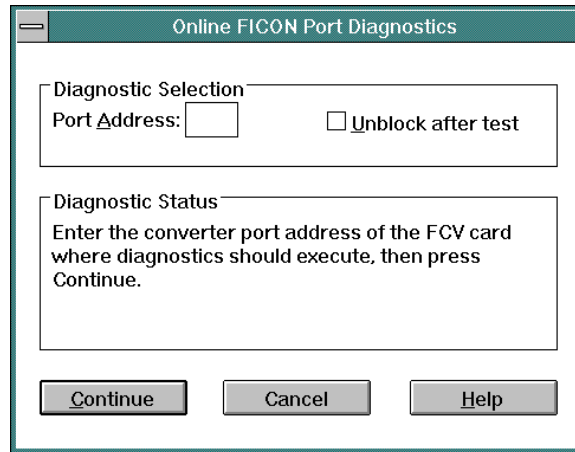 Online FICON Port Diagnostics
Diagnostic Selection
Port Address:
Unblock after test
Diagnostic Status
Enter the converter port address of the FCV card
where diagnostics should execute, then press
Continue.
Continue
Cancel
Help